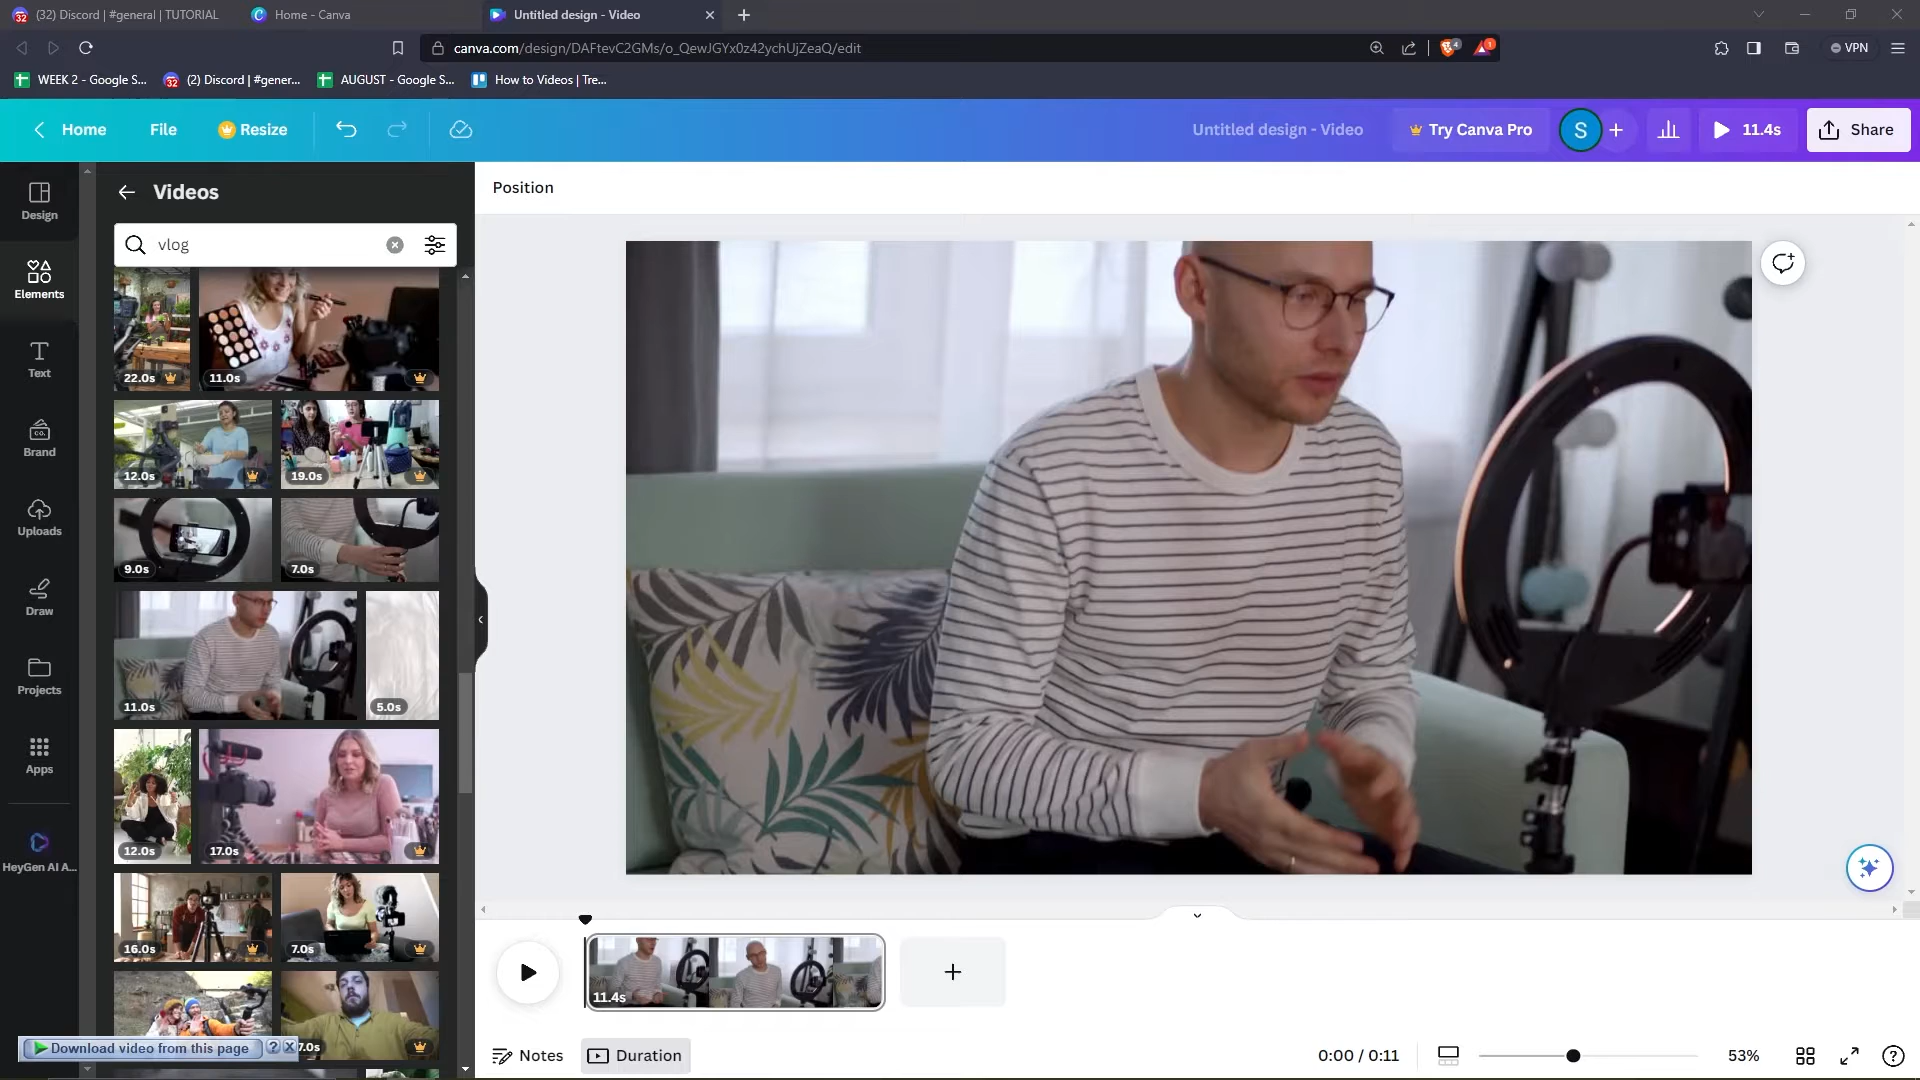 (32) Discord | #general | TUTORIAL
Home - Canva
Untitled design - Video
canva.com/design/DAFtevC2GMs/o_QewJGYx0z42ychUjZeaQ/edit
4
1
VPN
WEEK 2 - Google S...
(2) Discord | #gener...
AUGUST - Google S...
How to Videos | Tre...
Home
File
Resize
Untitled design - Video
Try Canva Pro
S
11.4s
Share
Design
Elements
Text
Brand
Uploads
Draw
Projects
Apps
HeyGen AI A...
Videos
vlog
22.0s
11.0s
12.0s
19.0s
9.0s
7.0s
11.0s
5.0s
12.0s
17.0s
16.0s
7.0s
7.0s
Download video from this page
Position
11.4s
Notes
Duration
0:00 / 0:11
53%